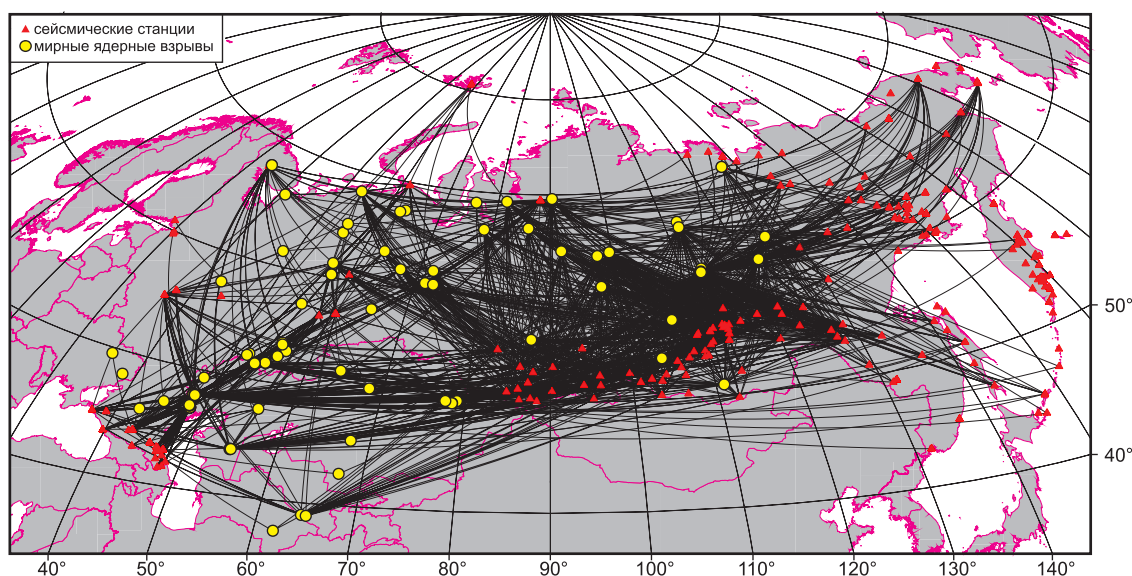 сейсмические станции
мирные ядерные взрывы
50°
40°
40° 50° 60° 70° 80° 90° 100° 110° 120° 130° 140°